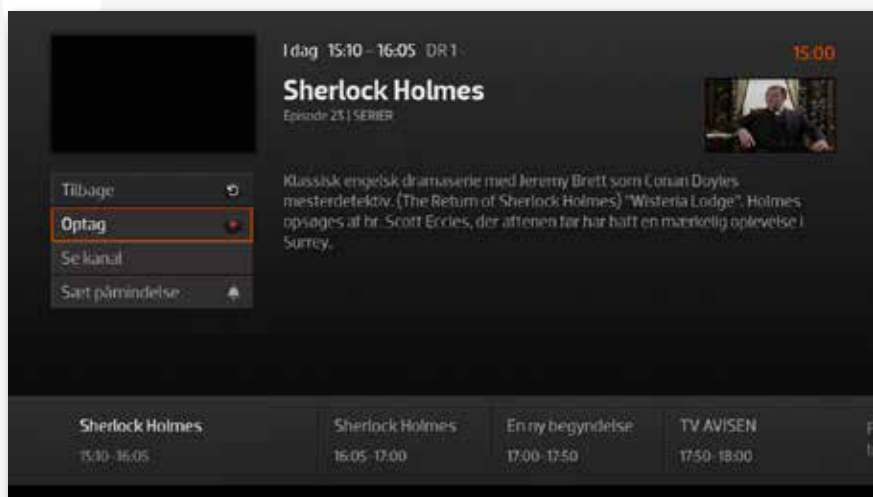 I dag 15:10 - 16:05 DR1
15:00
Sherlock Holmes
Episode 23 | SERIER
Klassisk engelsk dramaserie med Jeremy Brett som Conan Doyles
mesterdetektiv. (The Return of Sherlock Holmes) "Wisteria Lodge". Holmes
opsøges af hr. Scott Eccles, der aftenen før har haft en mærkelig oplevelse i
Surrey.
Tilbage
Optag
Se kanal
Sæt påmindelse
Sherlock Holmes
15:10-16:05
Sherlock Holmes
16:05-17:00
En ny begyndelse
17:00-17:50
TV AVISEN
17:50-18:00